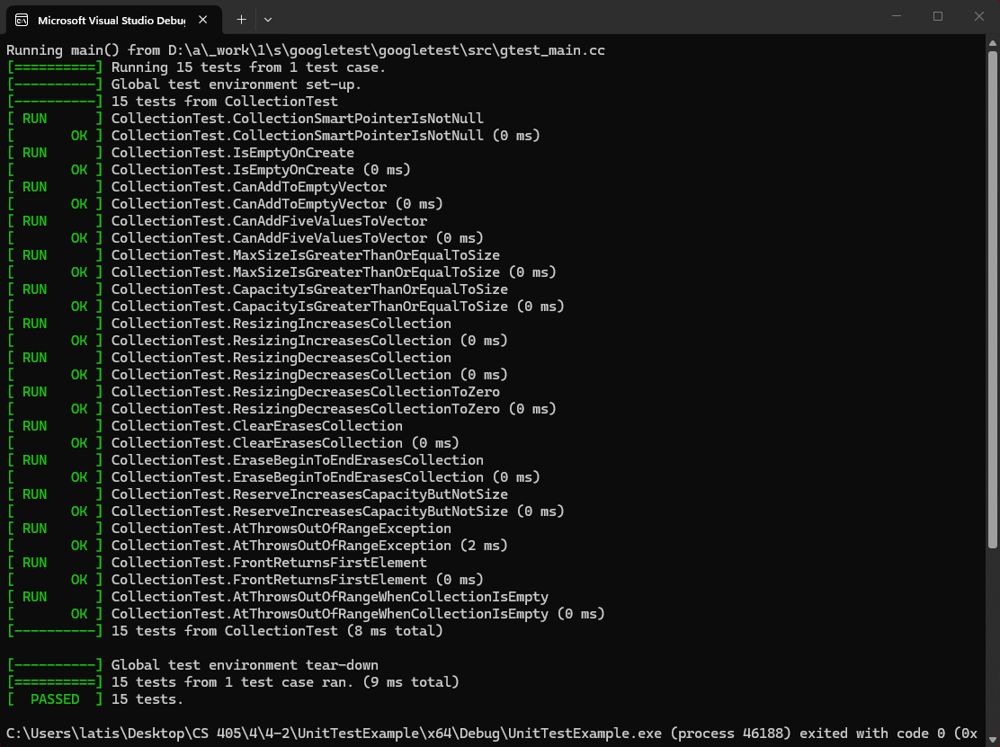 Microsoft Visual Studio Debug
Running main() from D:\a\_work\1\s\googletest\googletest\src\gtest_main.cc
[==========] Running 15 tests from 1 test case.
[----------] Global test environment set-up.
[----------] 15 tests from CollectionTest
[ RUN      ] CollectionTest.CollectionSmartPointerIsNotNull
[       OK ] CollectionTest.CollectionSmartPointerIsNotNull (0 ms)
[ RUN      ] CollectionTest.IsEmptyOnCreate
[       OK ] CollectionTest.IsEmptyOnCreate (0 ms)
[ RUN      ] CollectionTest.CanAddToEmptyVector
[       OK ] CollectionTest.CanAddToEmptyVector (0 ms)
[ RUN      ] CollectionTest.CanAddFiveValuesToVector
[       OK ] CollectionTest.CanAddFiveValuesToVector (0 ms)
[ RUN      ] CollectionTest.MaxSizeIsGreaterThanOrEqualToSize
[       OK ] CollectionTest.MaxSizeIsGreaterThanOrEqualToSize (0 ms)
[ RUN      ] CollectionTest.CapacityIsGreaterThanOrEqualToSize
[       OK ] CollectionTest.CapacityIsGreaterThanOrEqualToSize (0 ms)
[ RUN      ] CollectionTest.ResizingIncreasesCollection
[       OK ] CollectionTest.ResizingIncreasesCollection (0 ms)
[ RUN      ] CollectionTest.ResizingDecreasesCollection
[       OK ] CollectionTest.ResizingDecreasesCollection (0 ms)
[ RUN      ] CollectionTest.ResizingDecreasesCollectionToZero
[       OK ] CollectionTest.ResizingDecreasesCollectionToZero (0 ms)
[ RUN      ] CollectionTest.ClearErasesCollection
[       OK ] CollectionTest.ClearErasesCollection (0 ms)
[ RUN      ] CollectionTest.EraseBeginToEndErasesCollection
[       OK ] CollectionTest.EraseBeginToEndErasesCollection (0 ms)
[ RUN      ] CollectionTest.ReserveIncreasesCapacityButNotSize
[       OK ] CollectionTest.ReserveIncreasesCapacityButNotSize (0 ms)
[ RUN      ] CollectionTest.AtThrowsOutOfRangeException
[       OK ] CollectionTest.AtThrowsOutOfRangeException (2 ms)
[ RUN      ] CollectionTest.FrontReturnsFirstElement
[       OK ] CollectionTest.FrontReturnsFirstElement (0 ms)
[ RUN      ] CollectionTest.AtThrowsOutOfRangeWhenCollectionIsEmpty
[       OK ] CollectionTest.AtThrowsOutOfRangeWhenCollectionIsEmpty (0 ms)
[----------] 15 tests from CollectionTest (8 ms total)
[----------] Global test environment tear-down
[==========] 15 tests from 1 test case ran. (9 ms total)
[  PASSED  ] 15 tests.
C:\Users\latis\Desktop\CS 405\4\4-2\UnitTestExample\x64\Debug\UnitTestExample.exe (process 46188) exited with code 0 (0x